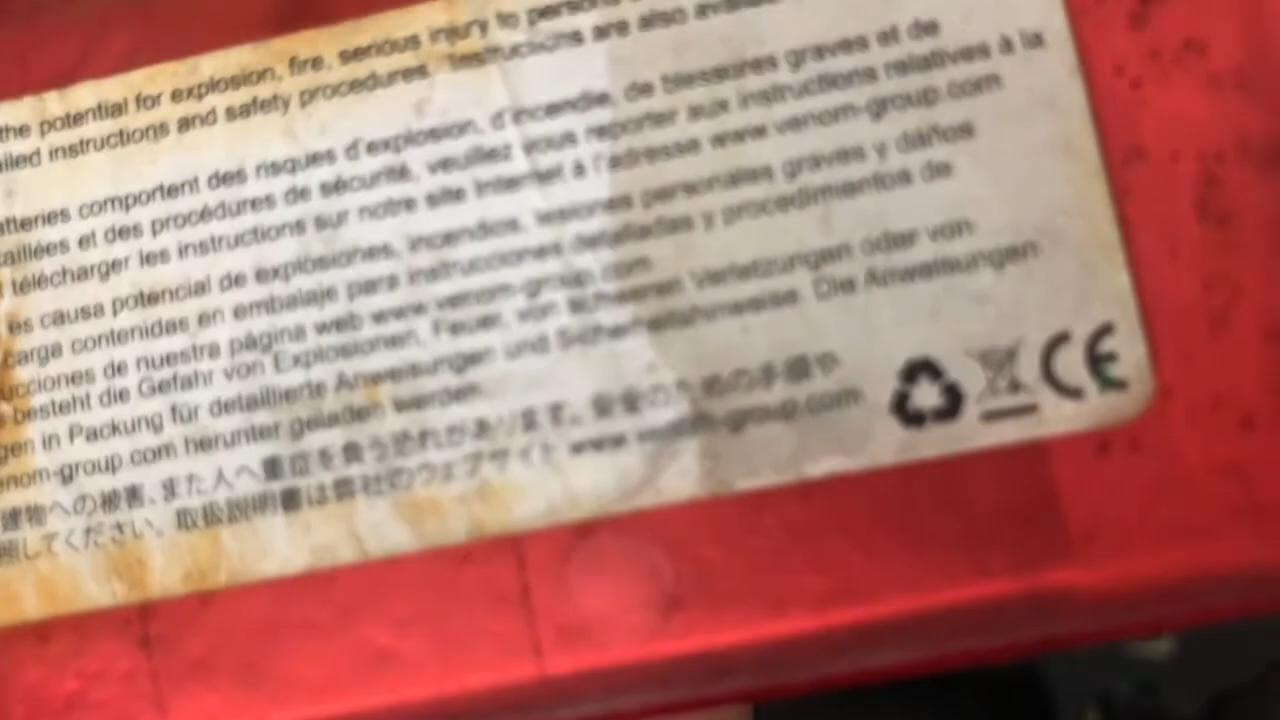 the potential for explosion, fire, serious injury to persons
iled instructions and safety procedures. Instructions are also
atteries comportent des risques d'explosion, d'incendie, de blessures graves et de
aillées et des procédures de sécurité, veuillez vous reporter aux instructions relatives à la
télécharger les instructions sur notre site Internet à l'adresse www.venom-group.com
es causa potencial de explosiones, incendios, lesiones personales graves y daños
carga contenidas en embalaje para instrucciones detalladas y procedimientos de
ucciones de nuestra página web www.venom-group.com
besteht die Gefahr von Explosionen, Feuer, von schweren Verletzungen oder von
gen in Packung für detaillierte Anweisungen und Sicherheitshinweise. Die Anweisungen
enom-group.com herunter geladen werden.
建物への被害、また人へ重症を負う恐れがあります。安全のための手順や
照してください。取扱説明書は弊社のウェブサイト www.venom-group.com
CE